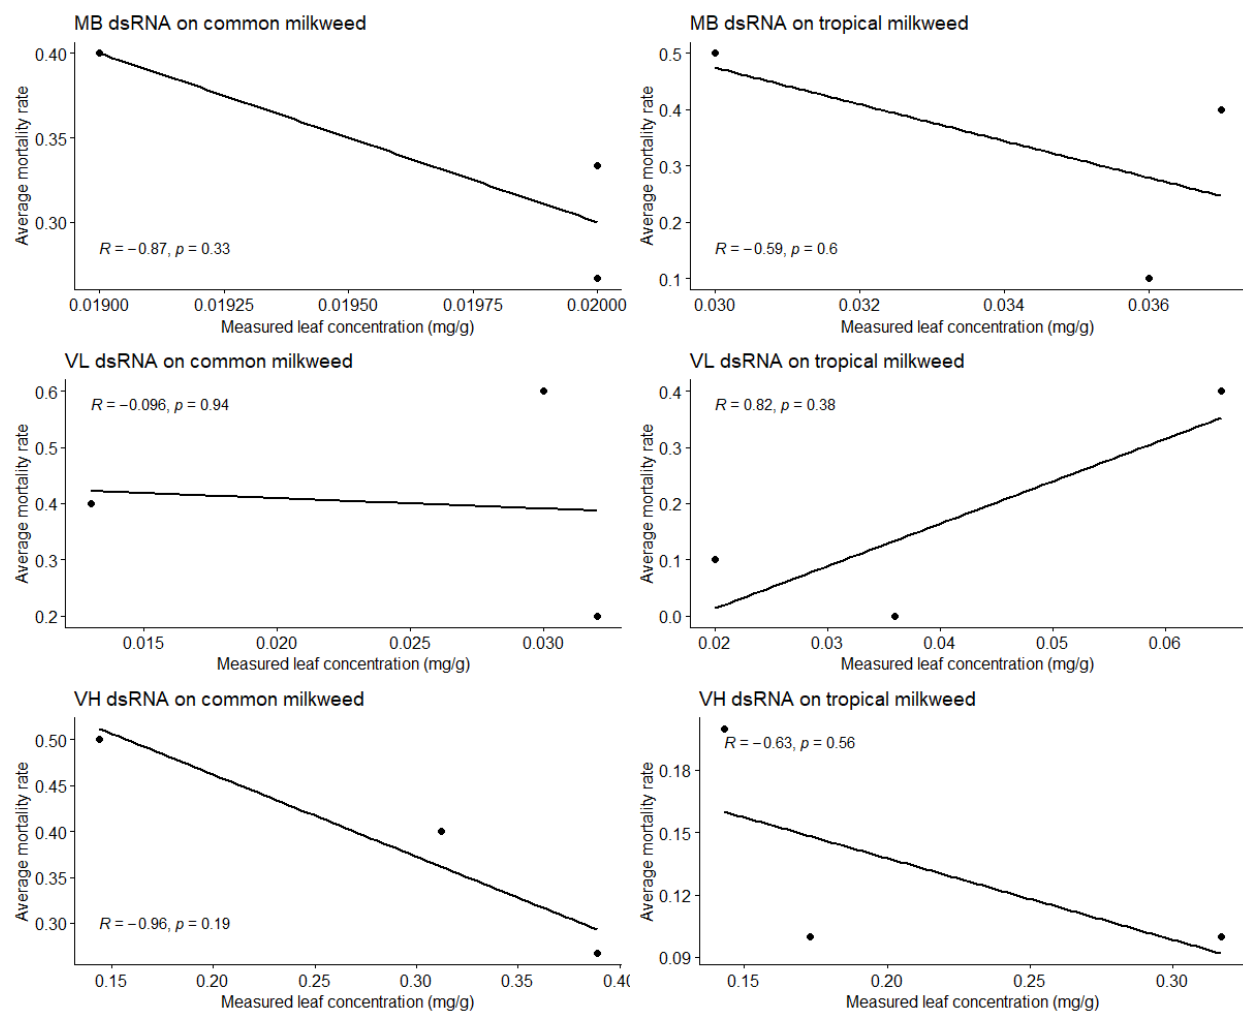 MB dsRNA on common milkweed
Average mortality rate
0.40
0.35
0.30
R = −0.87, p = 0.33
0.01900 0.01925 0.01950 0.01975 0.02000
Measured leaf concentration (mg/g)
MB dsRNA on tropical milkweed
Average mortality rate
0.5
0.4
0.3
0.2
0.1
R = −0.59, p = 0.6
0.030 0.032 0.034 0.036
Measured leaf concentration (mg/g)
VL dsRNA on common milkweed
Average mortality rate
0.6
0.5
0.4
0.3
0.2
R = −0.096, p = 0.94
0.015 0.020 0.025 0.030
Measured leaf concentration (mg/g)
VL dsRNA on tropical milkweed
Average mortality rate
0.4
0.3
0.2
0.1
0.0
R = 0.82, p = 0.38
0.02 0.03 0.04 0.05 0.06
Measured leaf concentration (mg/g)
VH dsRNA on common milkweed
Average mortality rate
0.50
0.45
0.40
0.35
0.30
R = −0.96, p = 0.19
0.15 0.20 0.25 0.30 0.35 0.40
Measured leaf concentration (mg/g)
VH dsRNA on tropical milkweed
Average mortality rate
0.18
0.15
0.12
0.09
R = −0.63, p = 0.56
0.15 0.20 0.25 0.30
Measured leaf concentration (mg/g)